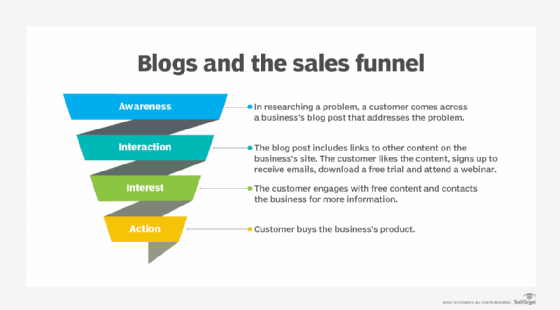 Blogs and the sales funnel
Awareness
In researching a problem, a customer comes across
a business's blog post that addresses the problem.
Interaction
The blog post includes links to other content on the
business's site. The customer likes the content, signs up to
receive emails, download a free trial and attend a webinar.
Interest
The customer engages with free content and contacts
the business for more information.
Action
Customer buys the business's product.
TechTarget